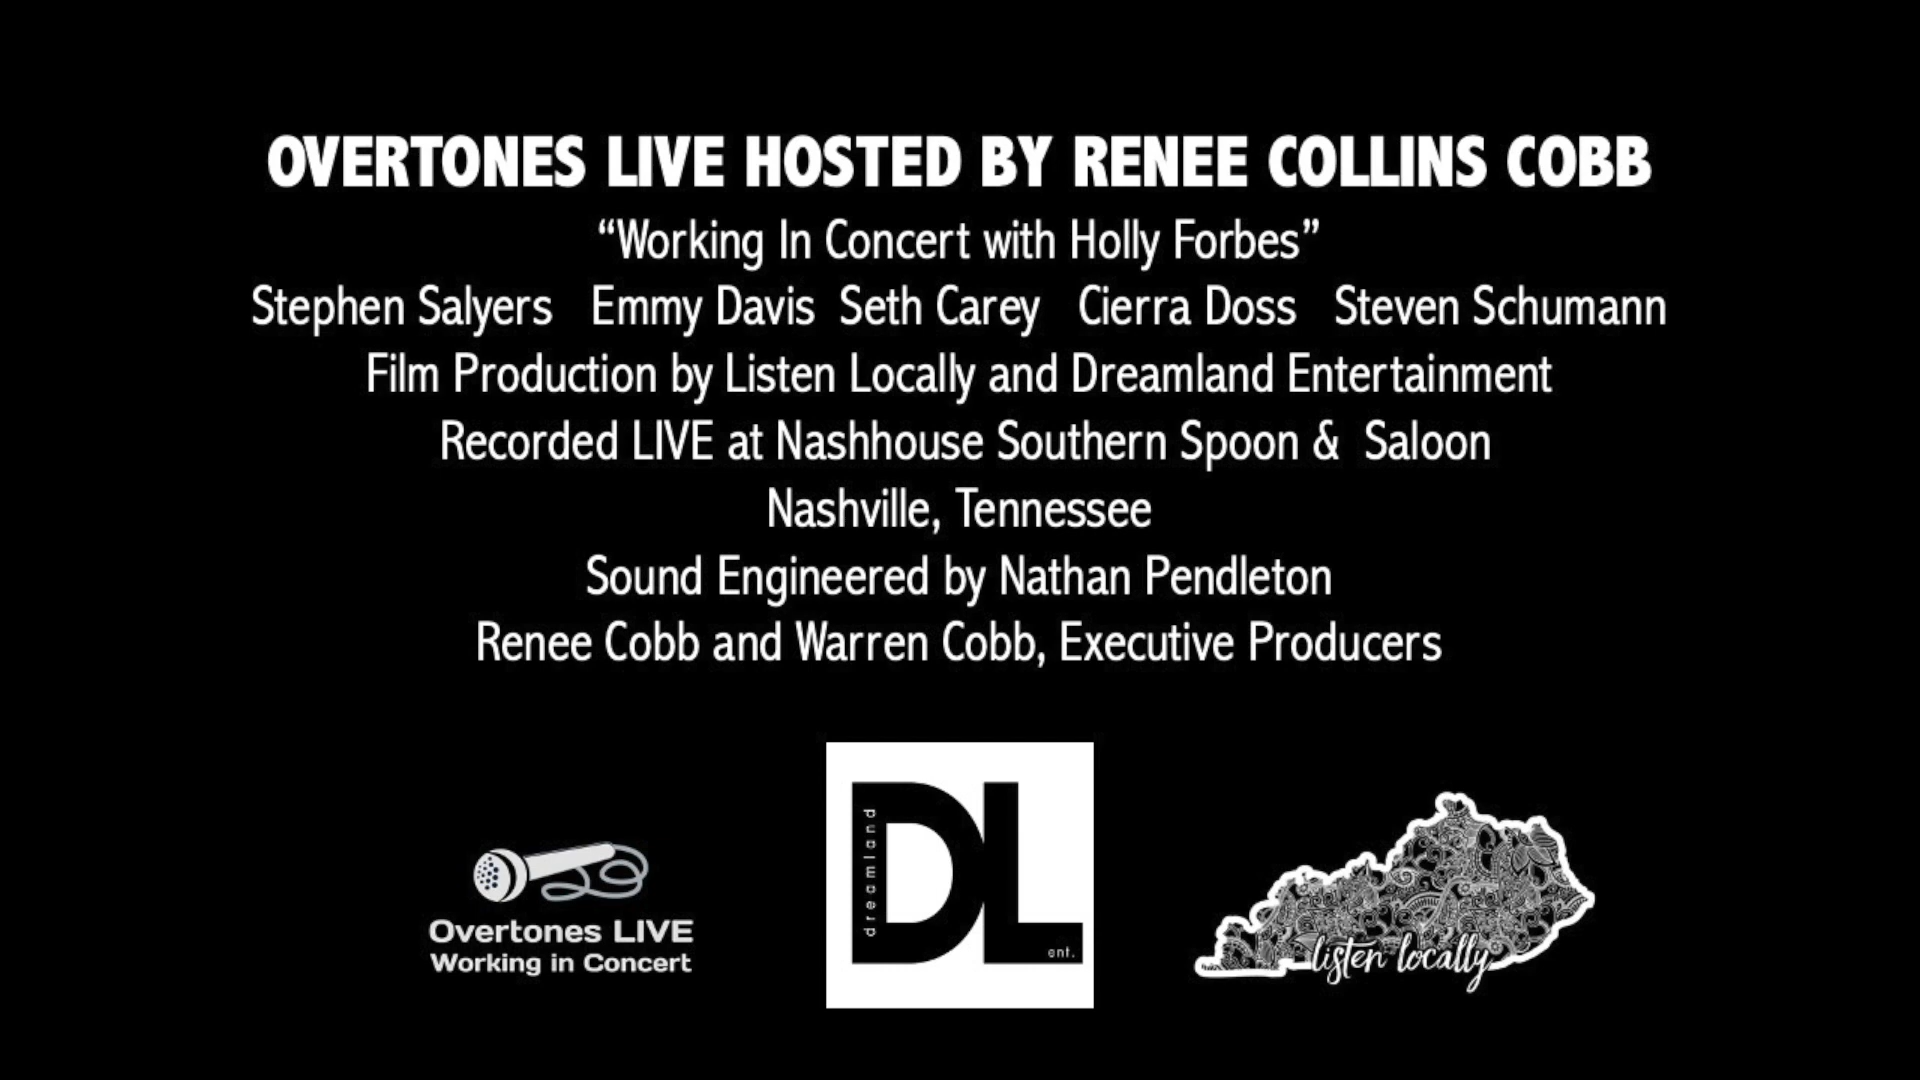 OVERTONES LIVE HOSTED BY RENEE COLLINS COBB
“Working In Concert with Holly Forbes”
Stephen Salyers Emmy Davis Seth Carey Cierra Doss Steven Schumann
Film Production by Listen Locally and Dreamland Entertainment
Recorded LIVE at Nashhouse Southern Spoon & Saloon
Nashville, Tennessee
Sound Engineered by Nathan Pendleton
Renee Cobb and Warren Cobb, Executive Producers
Overtones LIVE
Working in Concert
dreamland
DL
ent.
listen locally